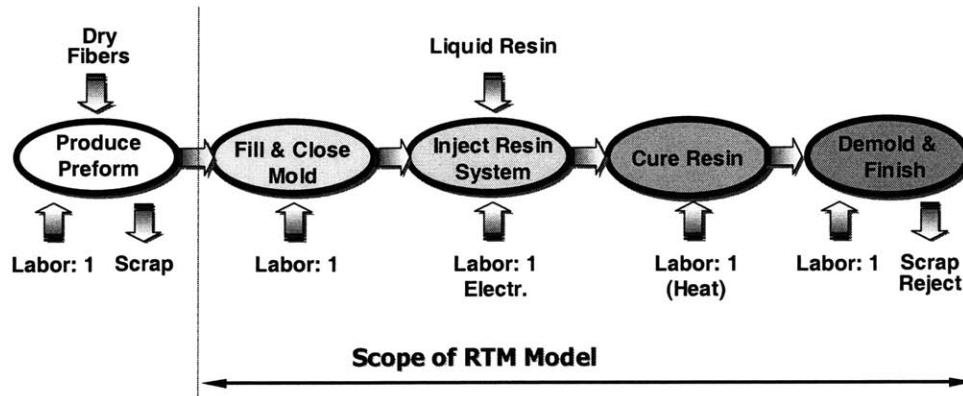 Dry
Fibers
Liquid Resin
Produce
Preform
Fill & Close
Mold
Inject Resin
System
Cure Resin
Demold &
Finish
Labor: 1
Scrap
Labor: 1
Labor: 1
Electr.
Labor: 1
(Heat)
Labor: 1
Scrap
Reject
Scope of RTM Model